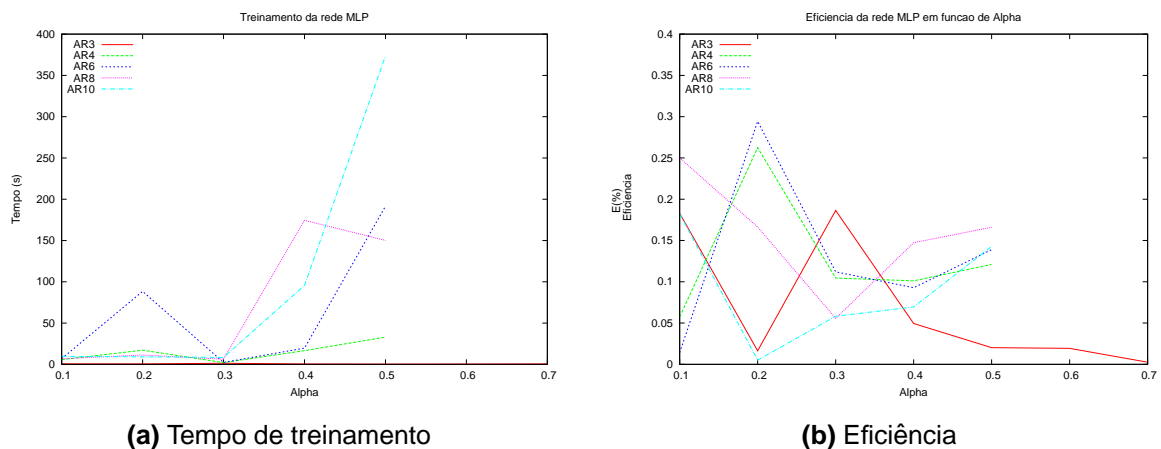 Treinamento da rede MLP
400
350
300
250
200
150
100
50
0
Tempo (s)
AR3
AR4
AR6
AR8
AR10
0.1 0.2 0.3 0.4 0.5 0.6 0.7
Alpha
(a) Tempo de treinamento
Eficiencia da rede MLP em funcao de Alpha
0.4
0.35
0.3
0.25
0.2
0.15
0.1
0.05
0
E(%)
Eficiencia
AR3
AR4
AR6
AR8
AR10
0.1 0.2 0.3 0.4 0.5 0.6 0.7
Alpha
(b) Eficiência